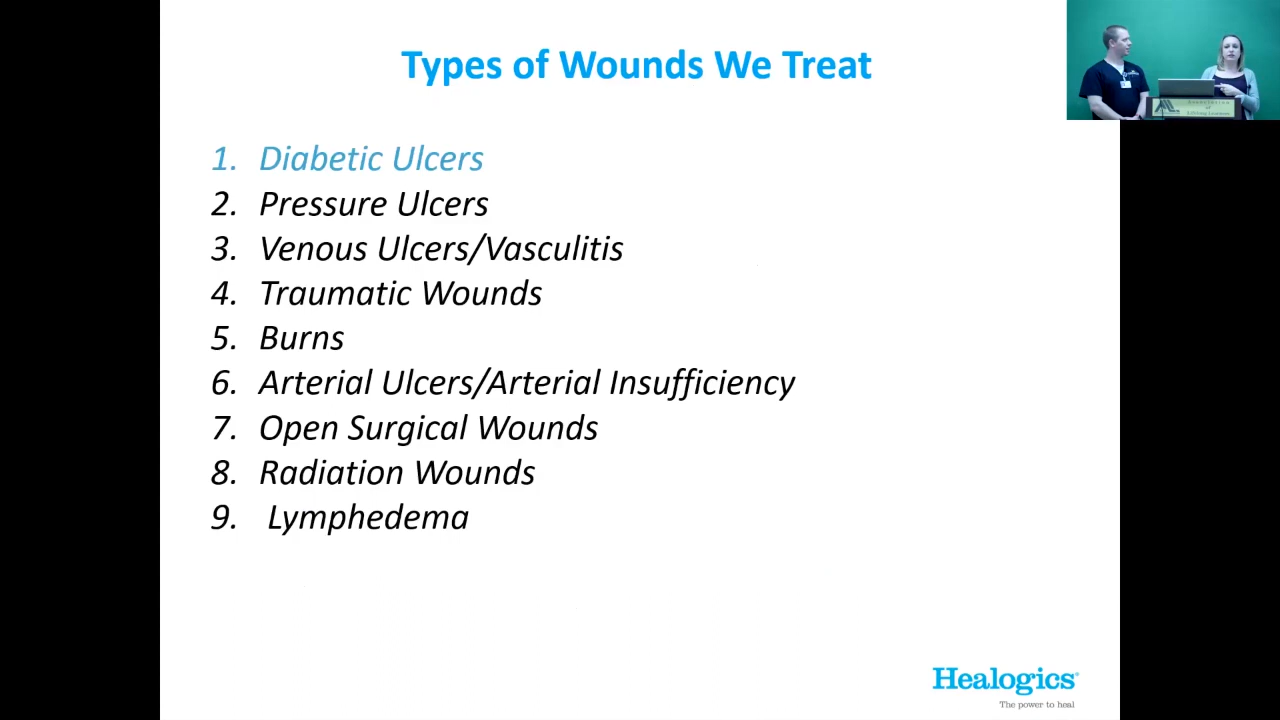 Types of Wounds We Treat
1. Diabetic Ulcers
2. Pressure Ulcers
3. Venous Ulcers/Vasculitis
4. Traumatic Wounds
5. Burns
6. Arterial Ulcers/Arterial Insufficiency
7. Open Surgical Wounds
8. Radiation Wounds
9. Lymphedema
Healogics
The power to heal